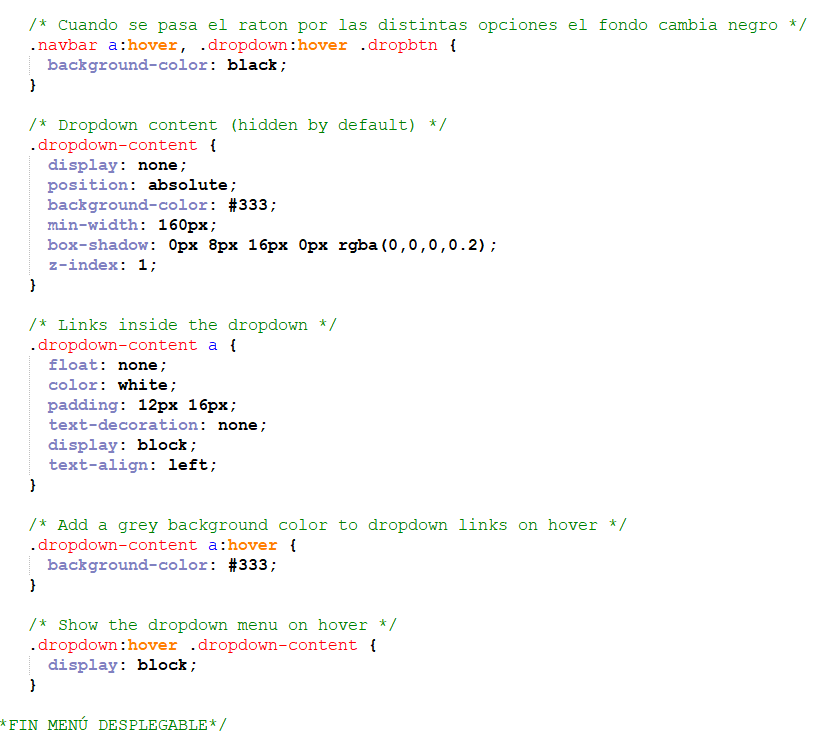 /* Cuando se pasa el raton por las distintas opciones el fondo cambia negro */
.navbar a:hover, .dropdown:hover .dropbtn {
  background-color: black;
}

/* Dropdown content (hidden by default) */
.dropdown-content {
  display: none;
  position: absolute;
  background-color: #333;
  min-width: 160px;
  box-shadow: 0px 8px 16px 0px rgba(0,0,0,0.2);
  z-index: 1;
}

/* Links inside the dropdown */
.dropdown-content a {
  float: none;
  color: white;
  padding: 12px 16px;
  text-decoration: none;
  display: block;
  text-align: left;
}

/* Add a grey background color to dropdown links on hover */
.dropdown-content a:hover {
  background-color: #333;
}

/* Show the dropdown menu on hover */
.dropdown:hover .dropdown-content {
  display: block;
}

*FIN MENÚ DESPLEGABLE*/